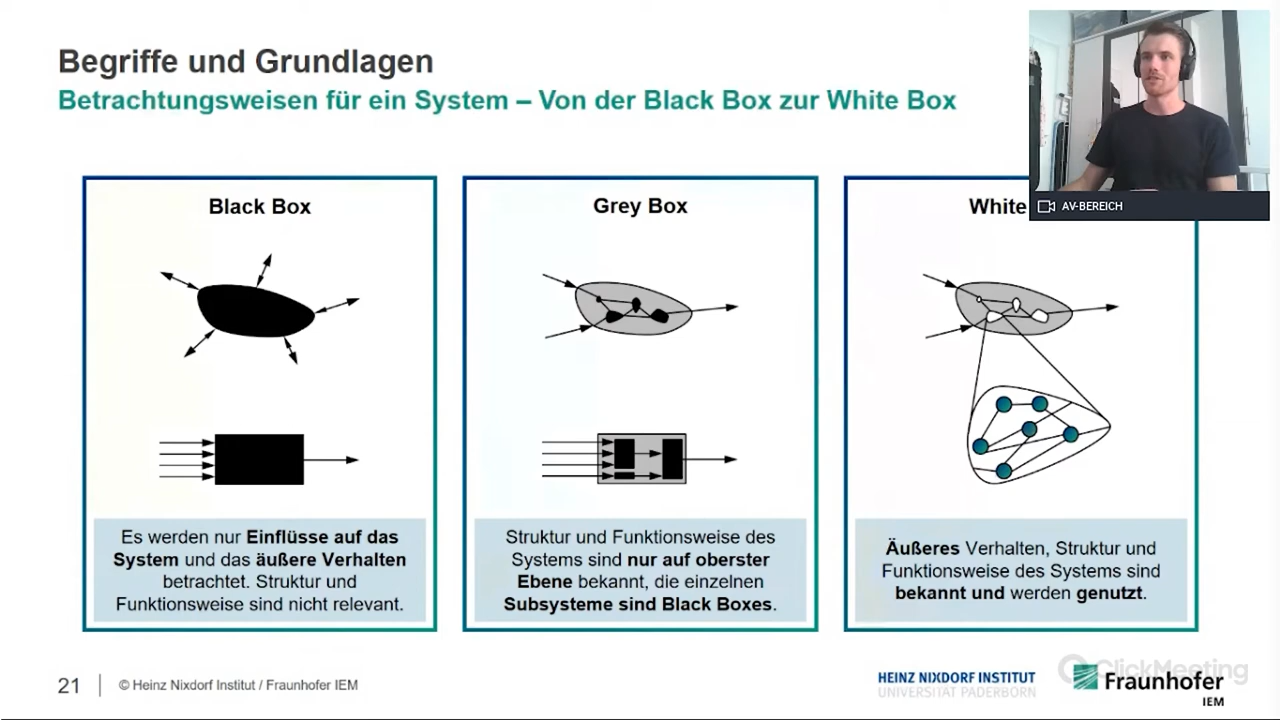 Begriffe und Grundlagen
Betrachtungsweisen für ein System – Von der Black Box zur White Box
AV-BEREICH
Black Box
Es werden nur Einflüsse auf das
System und das äußere Verhalten
betrachtet. Struktur und
Funktionsweise sind nicht relevant.
Grey Box
Struktur und Funktionsweise des
Systems sind nur auf oberster
Ebene bekannt, die einzelnen
Subsysteme sind Black Boxes.
White
Äußeres Verhalten, Struktur und
Funktionsweise des Systems sind
bekannt und werden genutzt.
21
© Heinz Nixdorf Institut / Fraunhofer IEM
HEINZ NIXDORF INSTITUT
UNIVERSITÄT PADERBORN
ClickMeeting
Fraunhofer
IEM